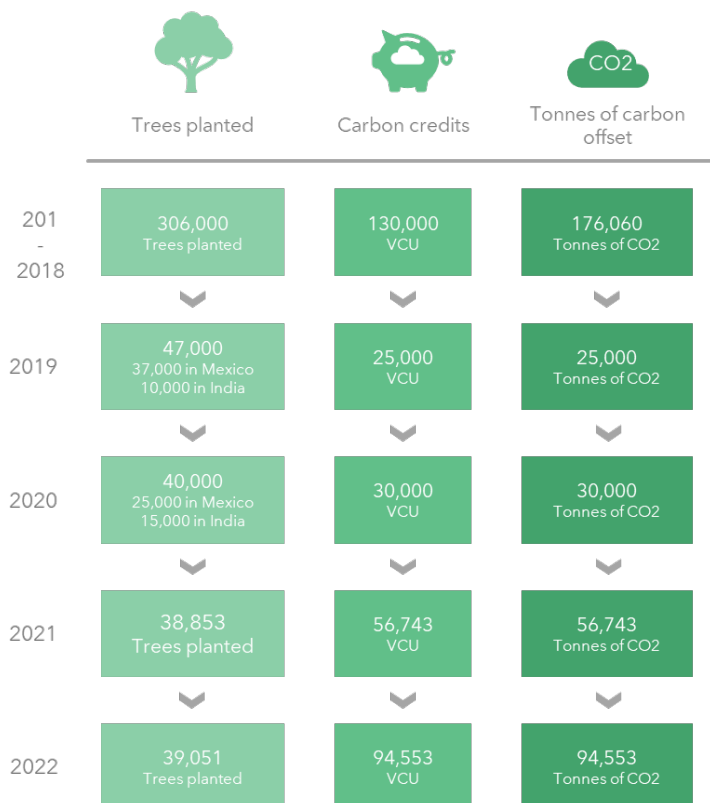 CO2
Trees planted
Carbon credits
Tonnes of carbon
offset
201
-
2018
306,000
Trees planted
130,000
VCU
176,060
Tonnes of CO2
2019
47,000
37,000 in Mexico
10,000 in India
25,000
VCU
25,000
Tonnes of CO2
2020
40,000
25,000 in Mexico
15,000 in India
30,000
VCU
30,000
Tonnes of CO2
2021
38,853
Trees planted
56,743
VCU
56,743
Tonnes of CO2
2022
39,051
Trees planted
94,553
VCU
94,553
Tonnes of CO2